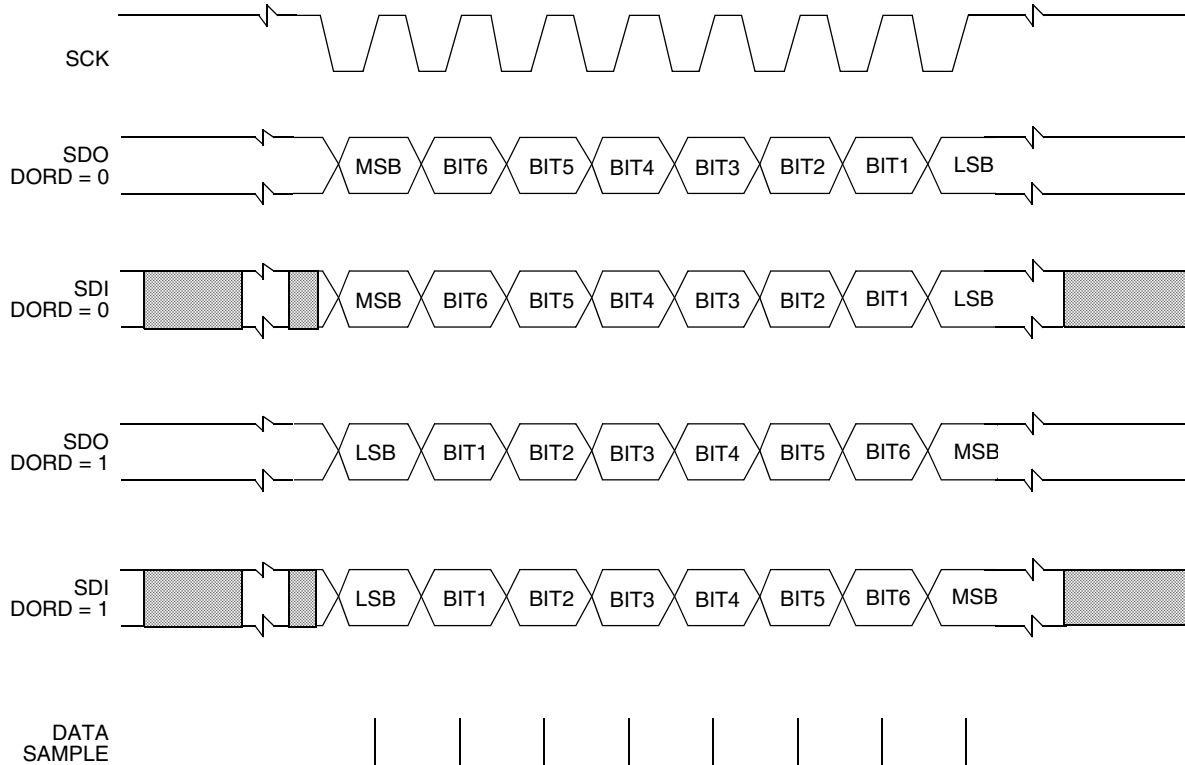 SCK
SDO
DORD = 0
MSB BIT6 BIT5 BIT4 BIT3 BIT2 BIT1 LSB
SDI
DORD = 0
MSB BIT6 BIT5 BIT4 BIT3 BIT2 BIT1 LSB
SDO
DORD = 1
LSB BIT1 BIT2 BIT3 BIT4 BIT5 BIT6 MSB
SDI
DORD = 1
LSB BIT1 BIT2 BIT3 BIT4 BIT5 BIT6 MSB
DATA
SAMPLE